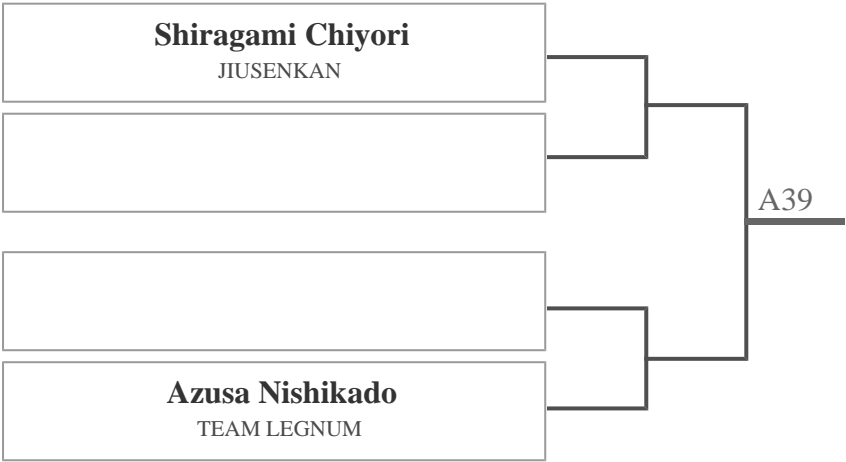 Shiragami Chiyori
JIUSENKAN
A39
Azusa Nishikado
TEAM LEGNUM